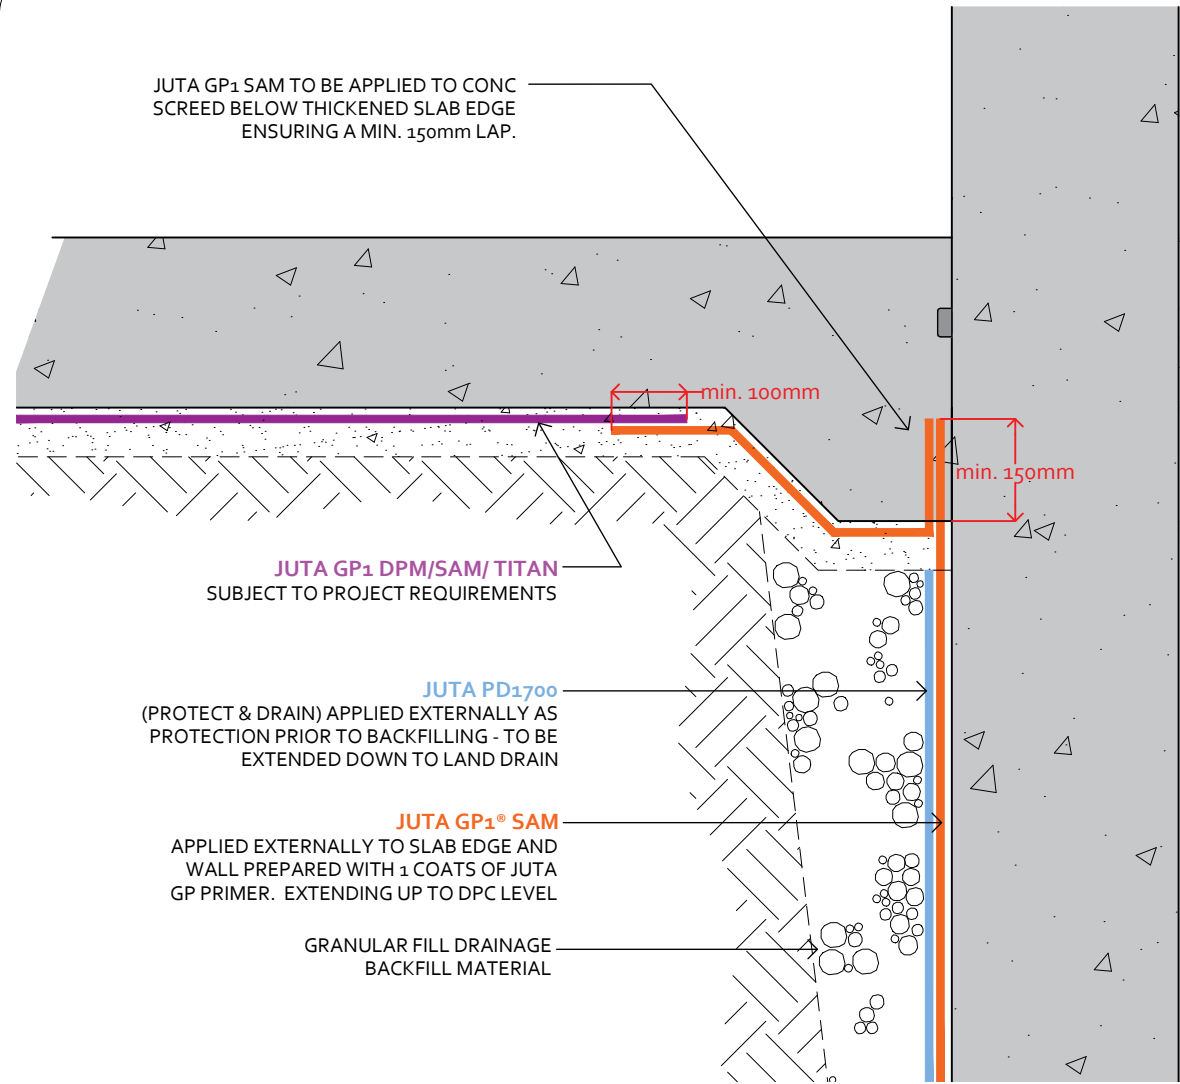 JUTA GP1 SAM TO BE APPLIED TO CONC
SCREED BELOW THICKENED SLAB EDGE
ENSURING A MIN. 150mm LAP.
min. 100mm
min. 150mm
JUTA GP1 DPM/SAM/ TITAN
SUBJECT TO PROJECT REQUIREMENTS
JUTA PD1700
(PROTECT & DRAIN) APPLIED EXTERNALLY AS
PROTECTION PRIOR TO BACKFILLING - TO BE
EXTENDED DOWN TO LAND DRAIN
JUTA GP1® SAM
APPLIED EXTERNALLY TO SLAB EDGE AND
WALL PREPARED WITH 1 COATS OF JUTA
GP PRIMER. EXTENDING UP TO DPC LEVEL
GRANULAR FILL DRAINAGE
BACKFILL MATERIAL